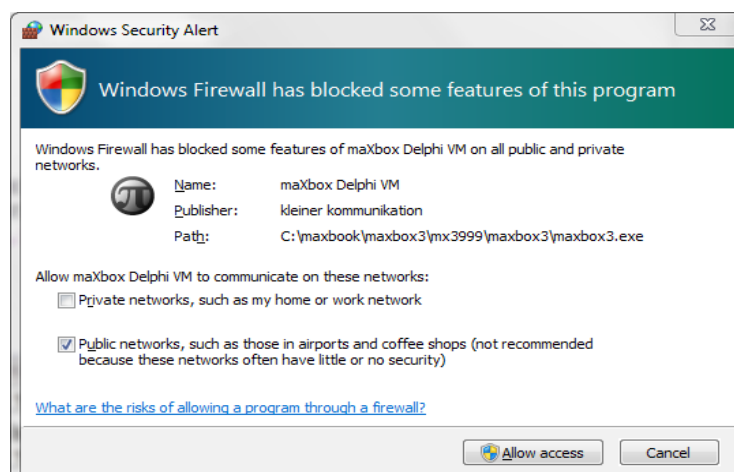 Windows Security Alert
Windows Firewall has blocked some features of this program
Windows Firewall has blocked some features of maXbox Delphi VM on all public and private
networks.
Name: maXbox Delphi VM
Publisher: kleiner kommunikation
Path: C:\maxbook\maxbox3\mx3999\maxbox3\maxbox3.exe
Allow maXbox Delphi VM to communicate on these networks:
Private networks, such as my home or work network
Public networks, such as those in airports and coffee shops (not recommended
because these networks often have little or no security)
What are the risks of allowing a program through a firewall?
Allow access Cancel